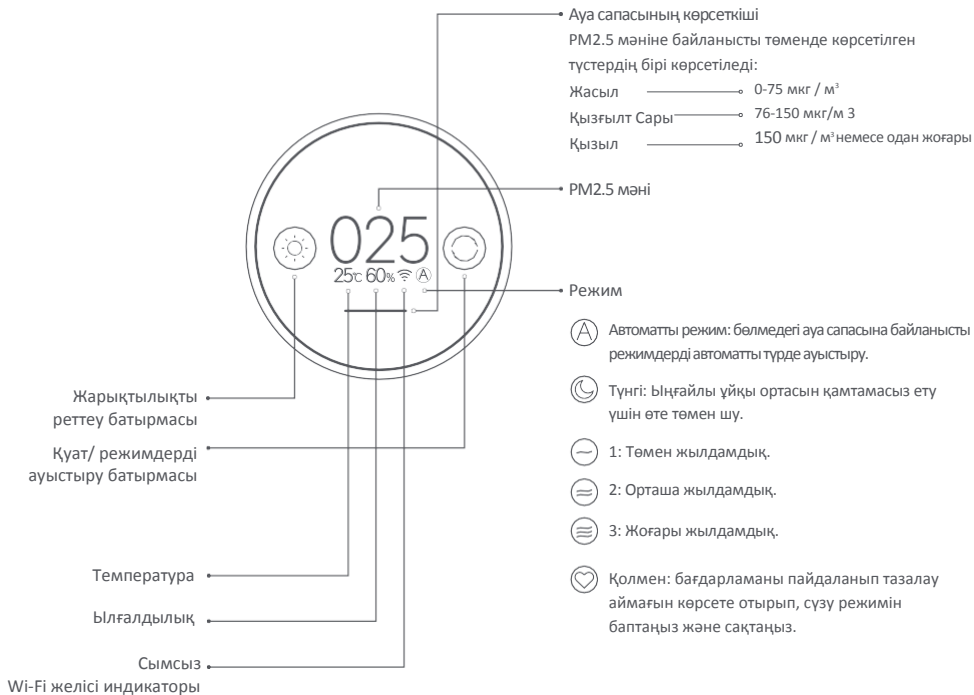 Ауа сапасының көрсеткіші
PM2.5 мәніне байланысты төменде көрсетілген
түстердің бірі көрсетіледі:
Жасыл 0-75 мкг / м³
Қызғылт Сары 76-150 мкг/м 3
Қызыл 150 мкг / м³ немесе одан жоғары
PM2.5 мәні
025
25℃ 60% A
Режим
A Автоматты режим: бөлмедегі ауа сапасына байланысты
режимдерді автоматты түрде ауыстыру.
Түнгі: Ыңғайлы ұйқы ортасын қамтамасыз ету
үшін өте төмен шу.
1: Төмен жылдамдық.
2: Орташа жылдамдық.
3: Жоғары жылдамдық.
Қолмен: бағдарламаны пайдаланып тазалау
аймағын көрсете отырып, сүзу режимін
баптаңыз және сақтаңыз.
Жарықтылықты
реттеу батырмасы
Қуат/ режимдерді
ауыстыру батырмасы
Температура
Ылғалдылық
Сымсыз
Wi-Fi желісі индикаторы